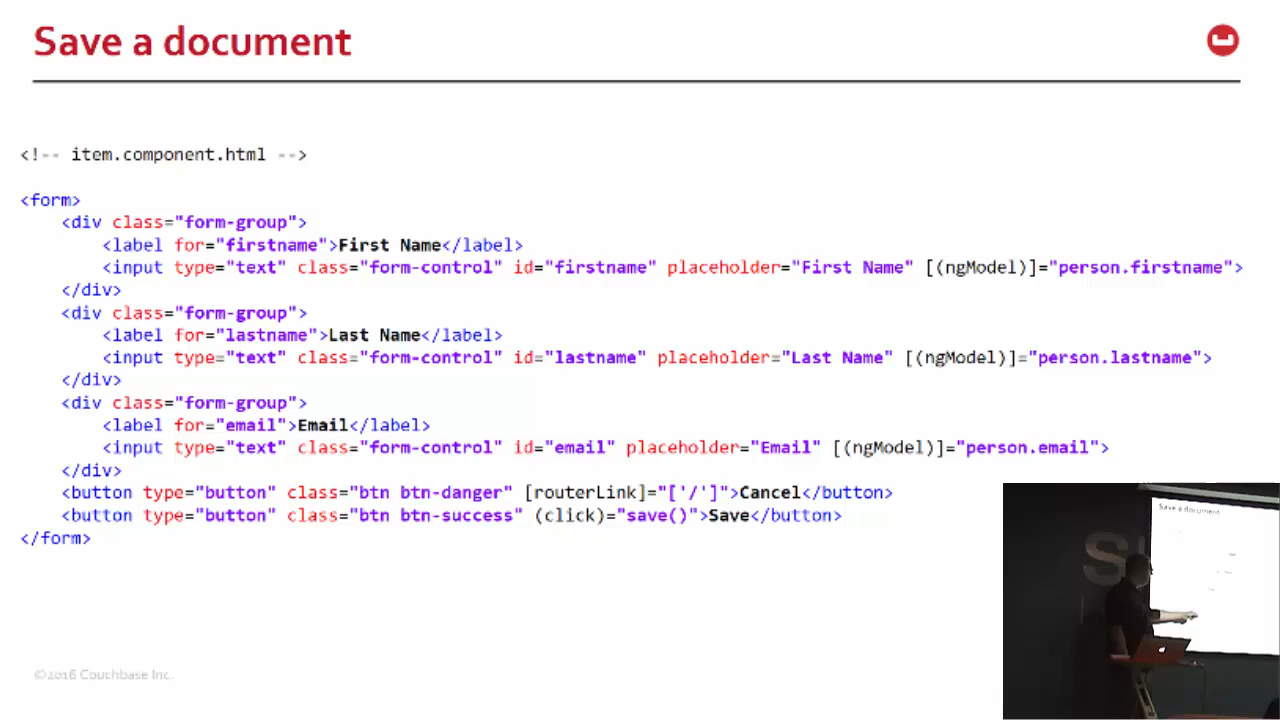 Save a document
<!-- item.component.html -->
<form>
<div class="form-group">
<label for="firstname">First Name</label>
<input type="text" class="form-control" id="firstname" placeholder="First Name" [(ngModel)]="person.firstname">
</div>
<div class="form-group">
<label for="lastname">Last Name</label>
<input type="text" class="form-control" id="lastname" placeholder="Last Name" [(ngModel)]="person.lastname">
</div>
<div class="form-group">
<label for="email">Email</label>
<input type="text" class="form-control" id="email" placeholder="Email" [(ngModel)]="person.email">
</div>
<button type="button" class="btn btn-danger" [routerLink]="['/']">Cancel</button>
<button type="button" class="btn btn-success" (click)="save()">Save</button>
</form>
Save a document
©2016 Couchbase Inc.